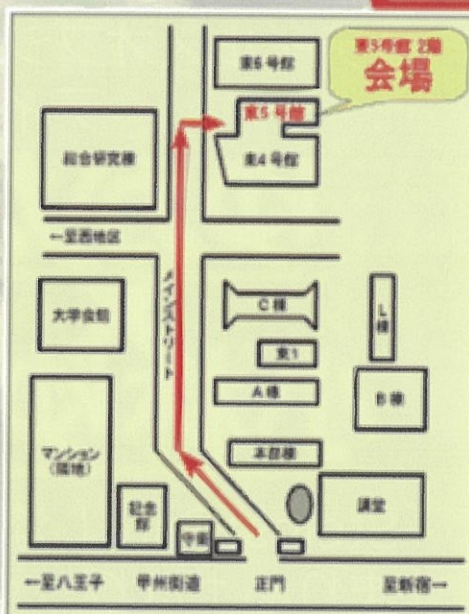 東6号館
東5号館 2階
会場
東5号館
総合研究棟
東4号館
←至西地区
メインストリート
大学会館
C棟
L棟
東1
A棟
B棟
マンション
(隣地)
本部棟
記念
館
講堂
守衛
←至八王子
甲州街道
正門
至新宿→